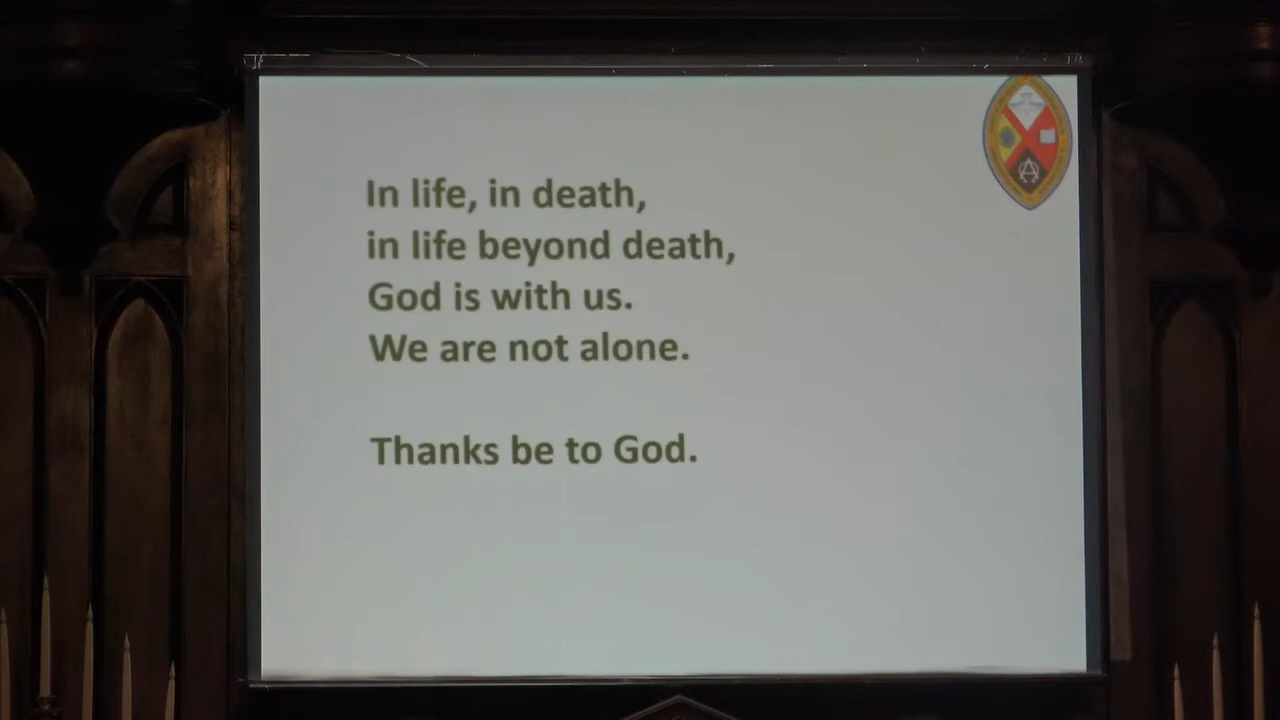 In life, in death,
in life beyond death,
God is with us.
We are not alone.
Thanks be to God.